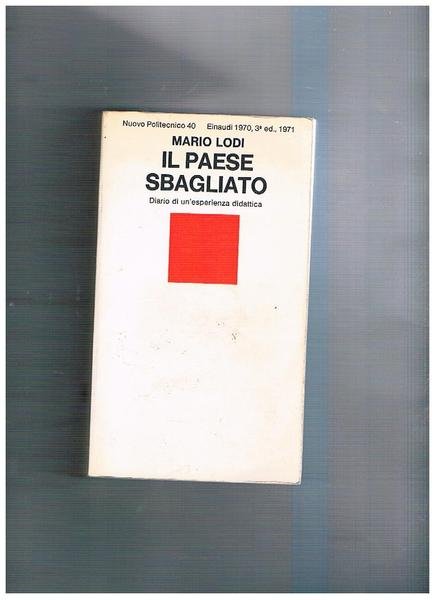 Nuovo Politecnico 40 Einaudi 1970, 3ª ed., 1971
MARIO LODI
IL PAESE
SBAGLIATO
Diario di un'esperienza didattica